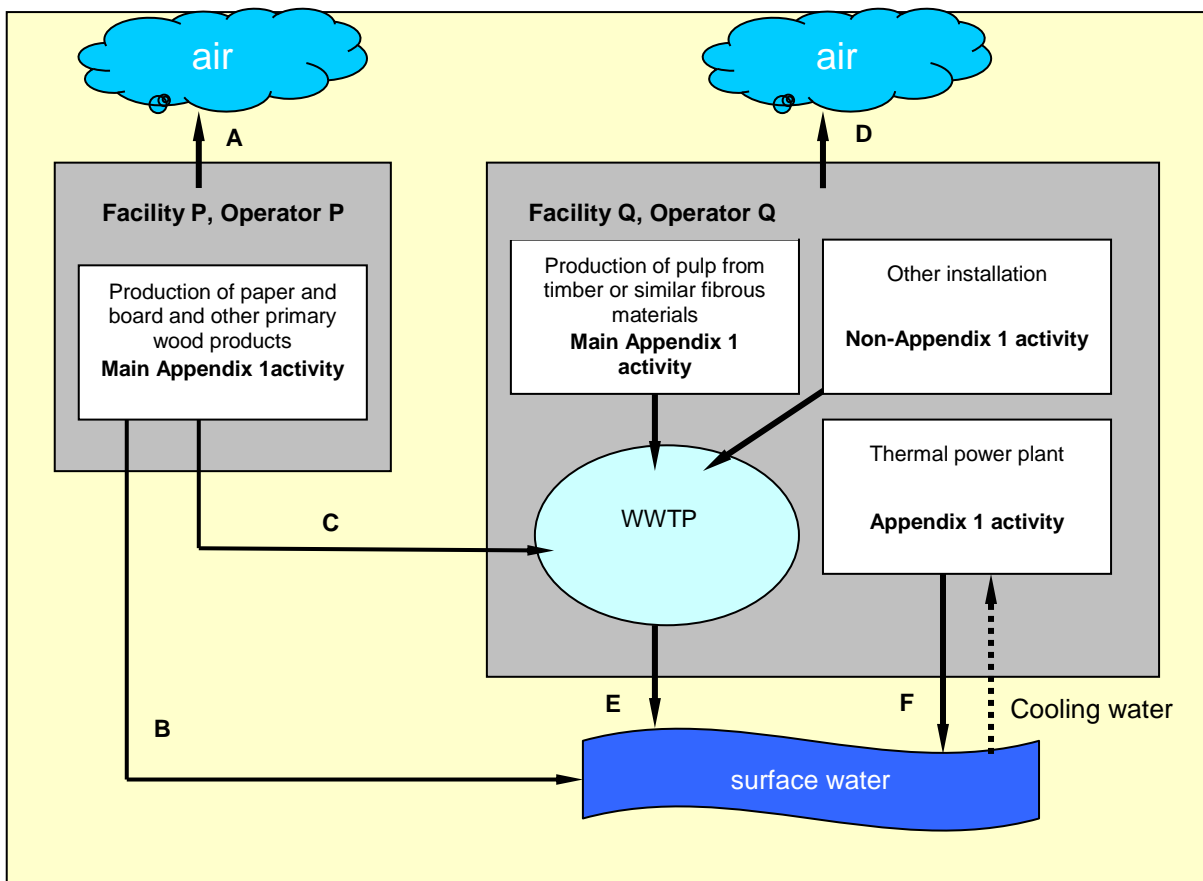 air
air
A
D
Facility P, Operator P
Production of paper and
board and other primary
wood products
Main Appendix 1activity
Facility Q, Operator Q
Production of pulp from
timber or similar fibrous
materials
Main Appendix 1
activity
Other installation
Non-Appendix 1 activity
Thermal power plant
Appendix 1 activity
WWTP
C
B
E
F
Cooling water
surface water